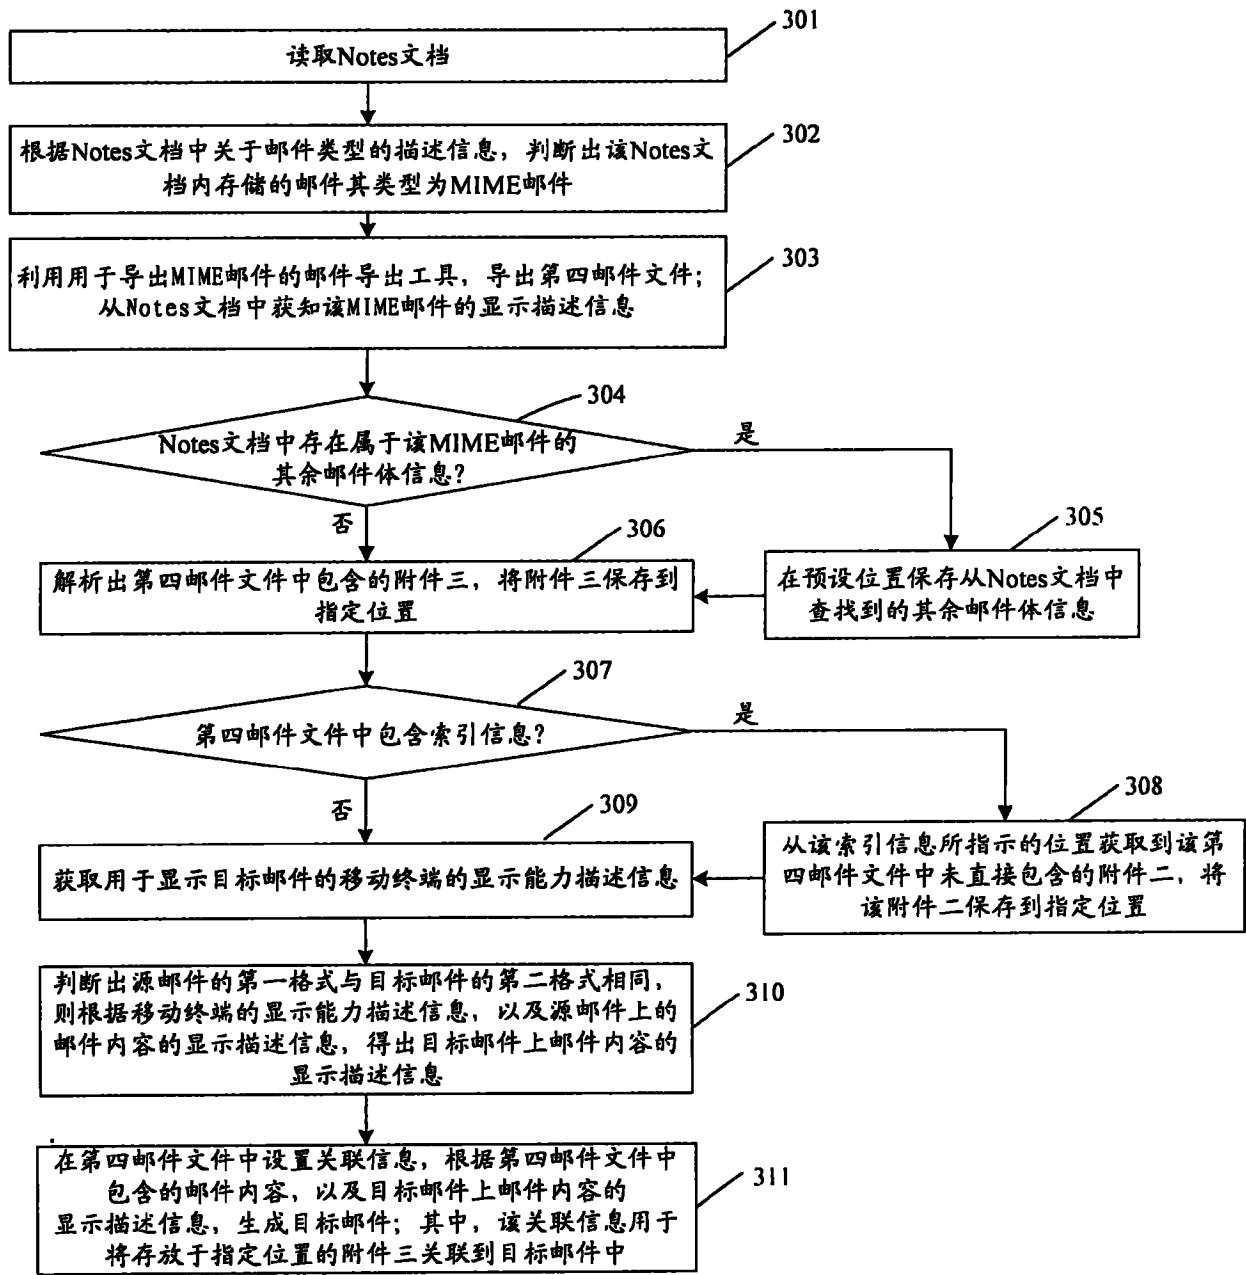 301
读取Notes文档
302
根据Notes文档中关于邮件类型的描述信息，判断出该Notes文
档内存储的邮件其类型为MIME邮件
303
利用用于导出MIME邮件的邮件导出工具，导出第四邮件文件；
从Notes文档中获知该MIME邮件的显示描述信息
304
Notes文档中存在属于该MIME邮件的
其余邮件体信息？
是
否
305
在预设位置保存从Notes文档中
查找到的其余邮件体信息
306
解析出第四邮件文件中包含的附件三，将附件三保存到
指定位置
307
第四邮件文件中包含索引信息？
是
否
308
从该索引信息所指示的位置获取到该第
四邮件文件中未直接包含的附件二，将
该附件二保存到指定位置
309
获取用于显示目标邮件的移动终端的显示能力描述信息
310
判断出源邮件的第一格式与目标邮件的第二格式相同，
则根据移动终端的显示能力描述信息，以及源邮件上的
邮件内容的显示描述信息，得出目标邮件上邮件内容的
显示描述信息
311
在第四邮件文件中设置关联信息，根据第四邮件文件中
包含的邮件内容，以及目标邮件上邮件内容的
显示描述信息，生成目标邮件；其中，该关联信息用于
将存放于指定位置的附件三关联到目标邮件中